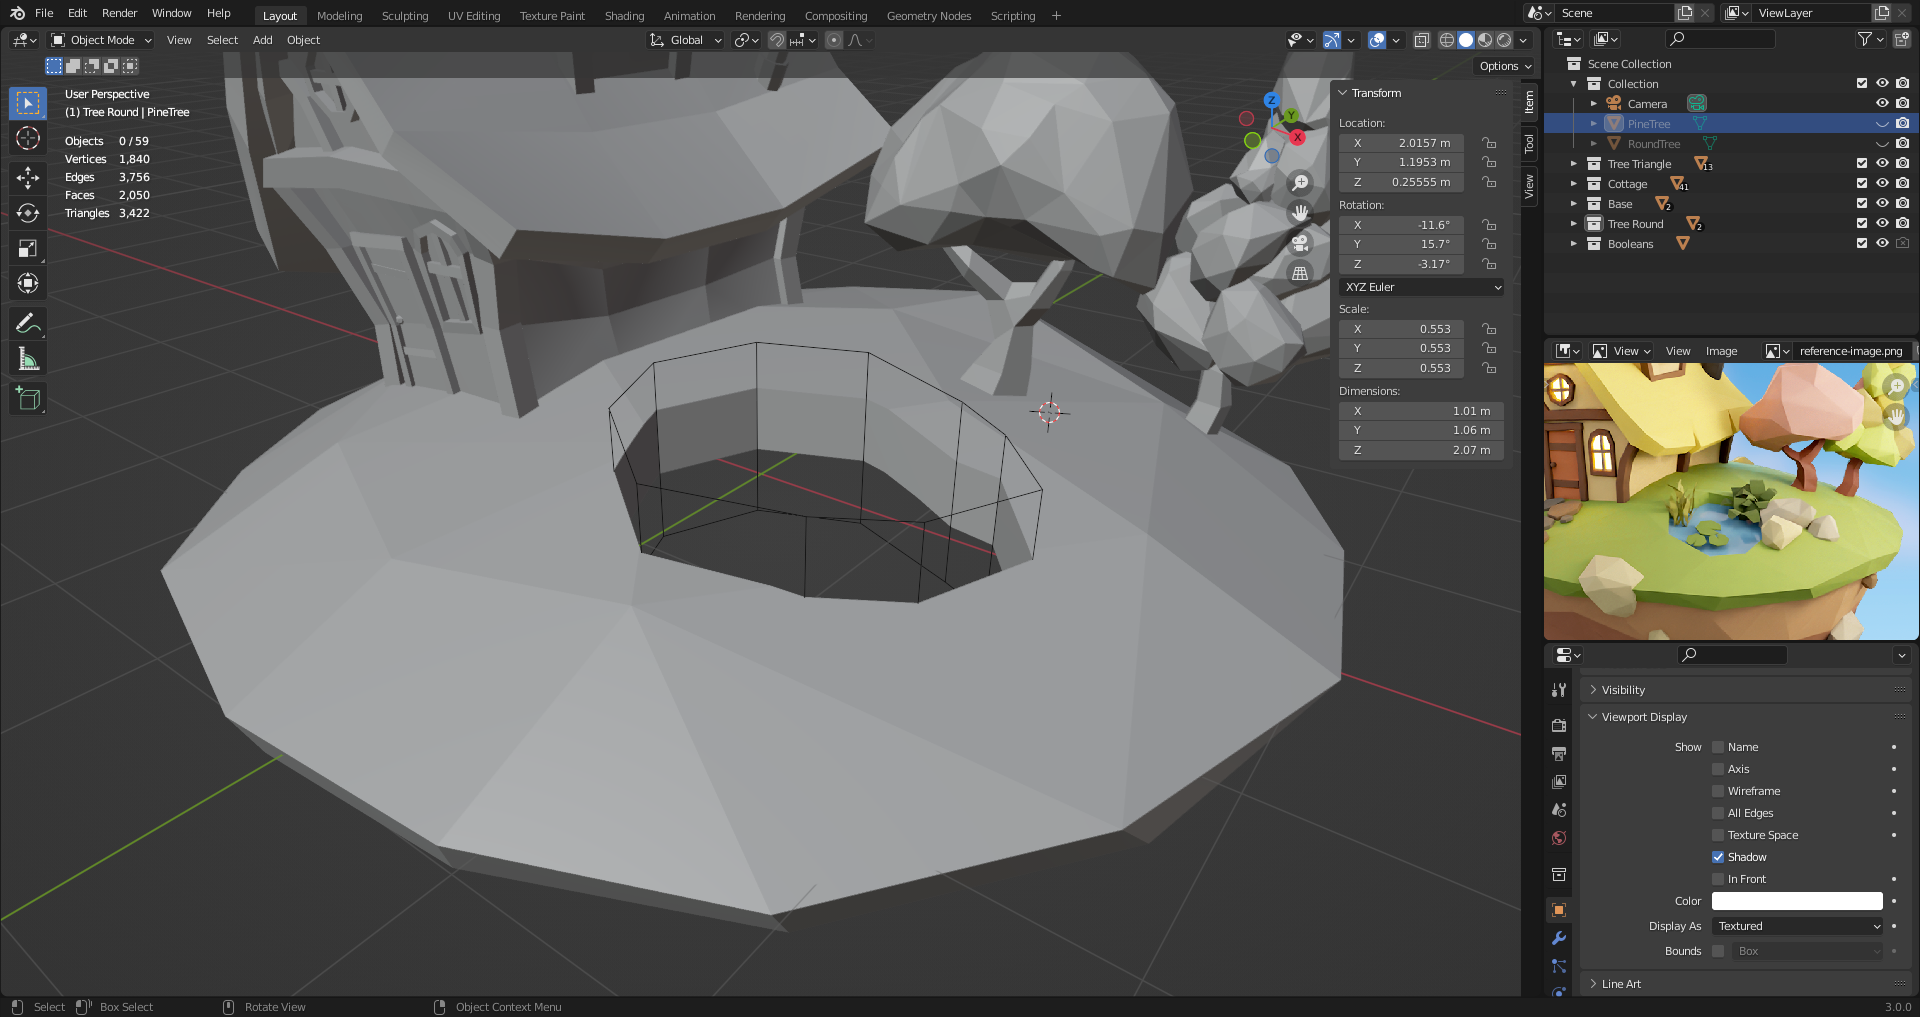 File Edit Render Window Help
Layout Modeling Sculpting UV Editing Texture Paint Shading Animation Rendering Compositing Geometry Nodes Scripting +
Scene
ViewLayer
Object Mode View Select Add Object
Global
Options
User Perspective
(1) Tree Round | PineTree
Objects 0 / 59
Vertices 1,840
Edges 3,756
Faces 2,050
Triangles 3,422
Z
Y
X
Transform
Location:
X 2.0157 m
Y 1.1953 m
Z 0.25555 m
Rotation:
X -11.6°
Y 15.7°
Z -3.17°
XYZ Euler
Scale:
X 0.553
Y 0.553
Z 0.553
Dimensions:
X 1.01 m
Y 1.06 m
Z 2.07 m
Item
Tool
View
Scene Collection
Collection
Camera
PineTree
RoundTree
Tree Triangle 13
Cottage 41
Base 2
Tree Round 2
Booleans
View View Image reference-image.png
Visibility
Viewport Display
Show Name
Axis
Wireframe
All Edges
Texture Space
Shadow
In Front
Color
Display As Textured
Bounds Box
Line Art
Select Box Select Rotate View Object Context Menu 3.0.0